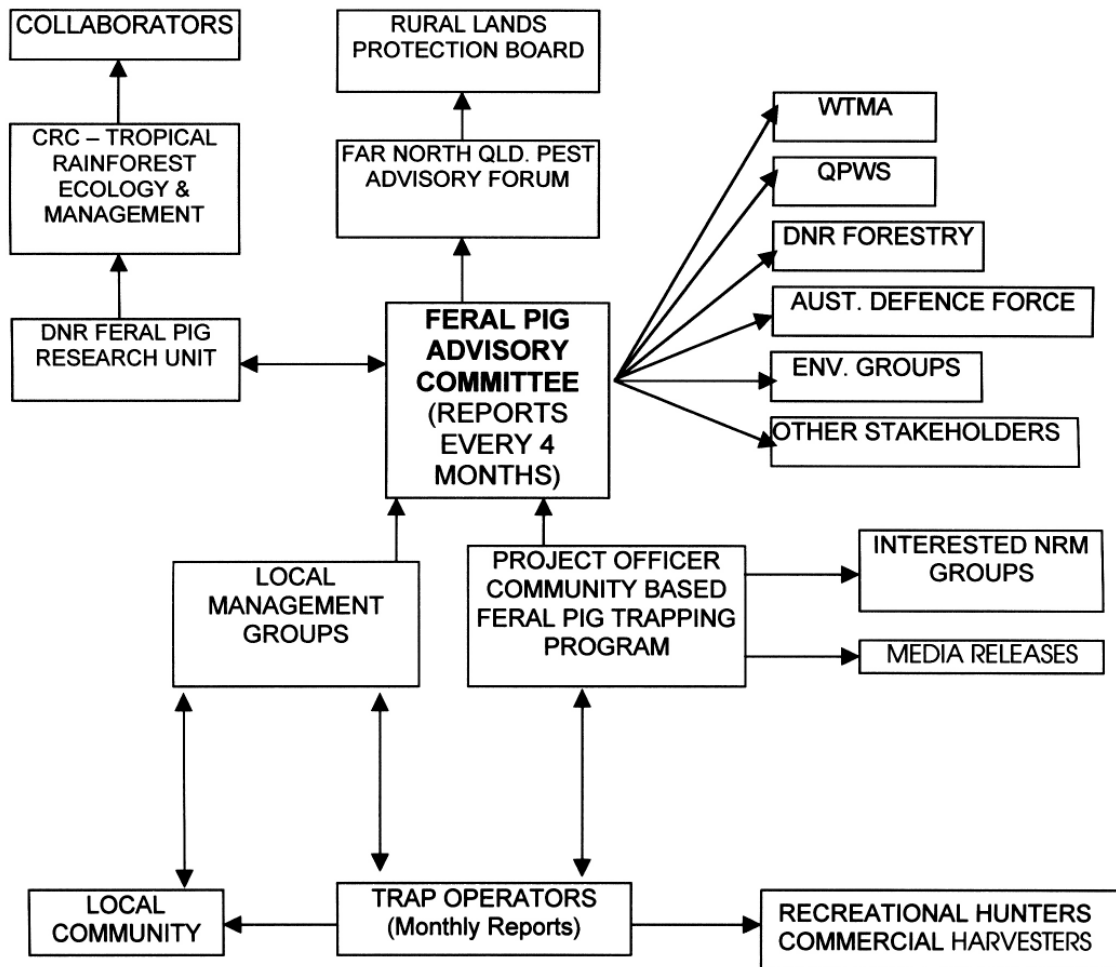 COLLABORATORS
RURAL LANDS
PROTECTION BOARD
WTMA
CRC – TROPICAL
RAINFOREST
ECOLOGY &
MANAGEMENT
FAR NORTH QLD. PEST
ADVISORY FORUM
QPWS
DNR FORESTRY
AUST. DEFENCE FORCE
DNR FERAL PIG
RESEARCH UNIT
FERAL PIG
ADVISORY
COMMITTEE
(REPORTS
EVERY 4
MONTHS)
ENV. GROUPS
OTHER STAKEHOLDERS
LOCAL
MANAGEMENT
GROUPS
PROJECT OFFICER
COMMUNITY BASED
FERAL PIG TRAPPING
PROGRAM
INTERESTED NRM
GROUPS
MEDIA RELEASES
LOCAL
COMMUNITY
TRAP OPERATORS
(Monthly Reports)
RECREATIONAL HUNTERS
COMMERCIAL HARVESTERS